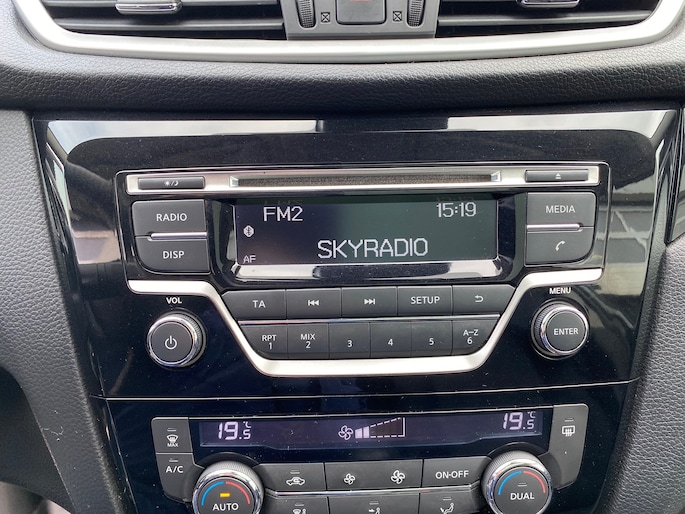 RADIO
DISP
FM2 15:19
SKYRADIO
AF
MEDIA
VOL
TA SETUP
MENU
RPT 1
MIX 2
3
4
5
A-Z 6
ENTER
19.5°C
19.5°C
MAX
A/C
ON-OFF
AUTO
DUAL